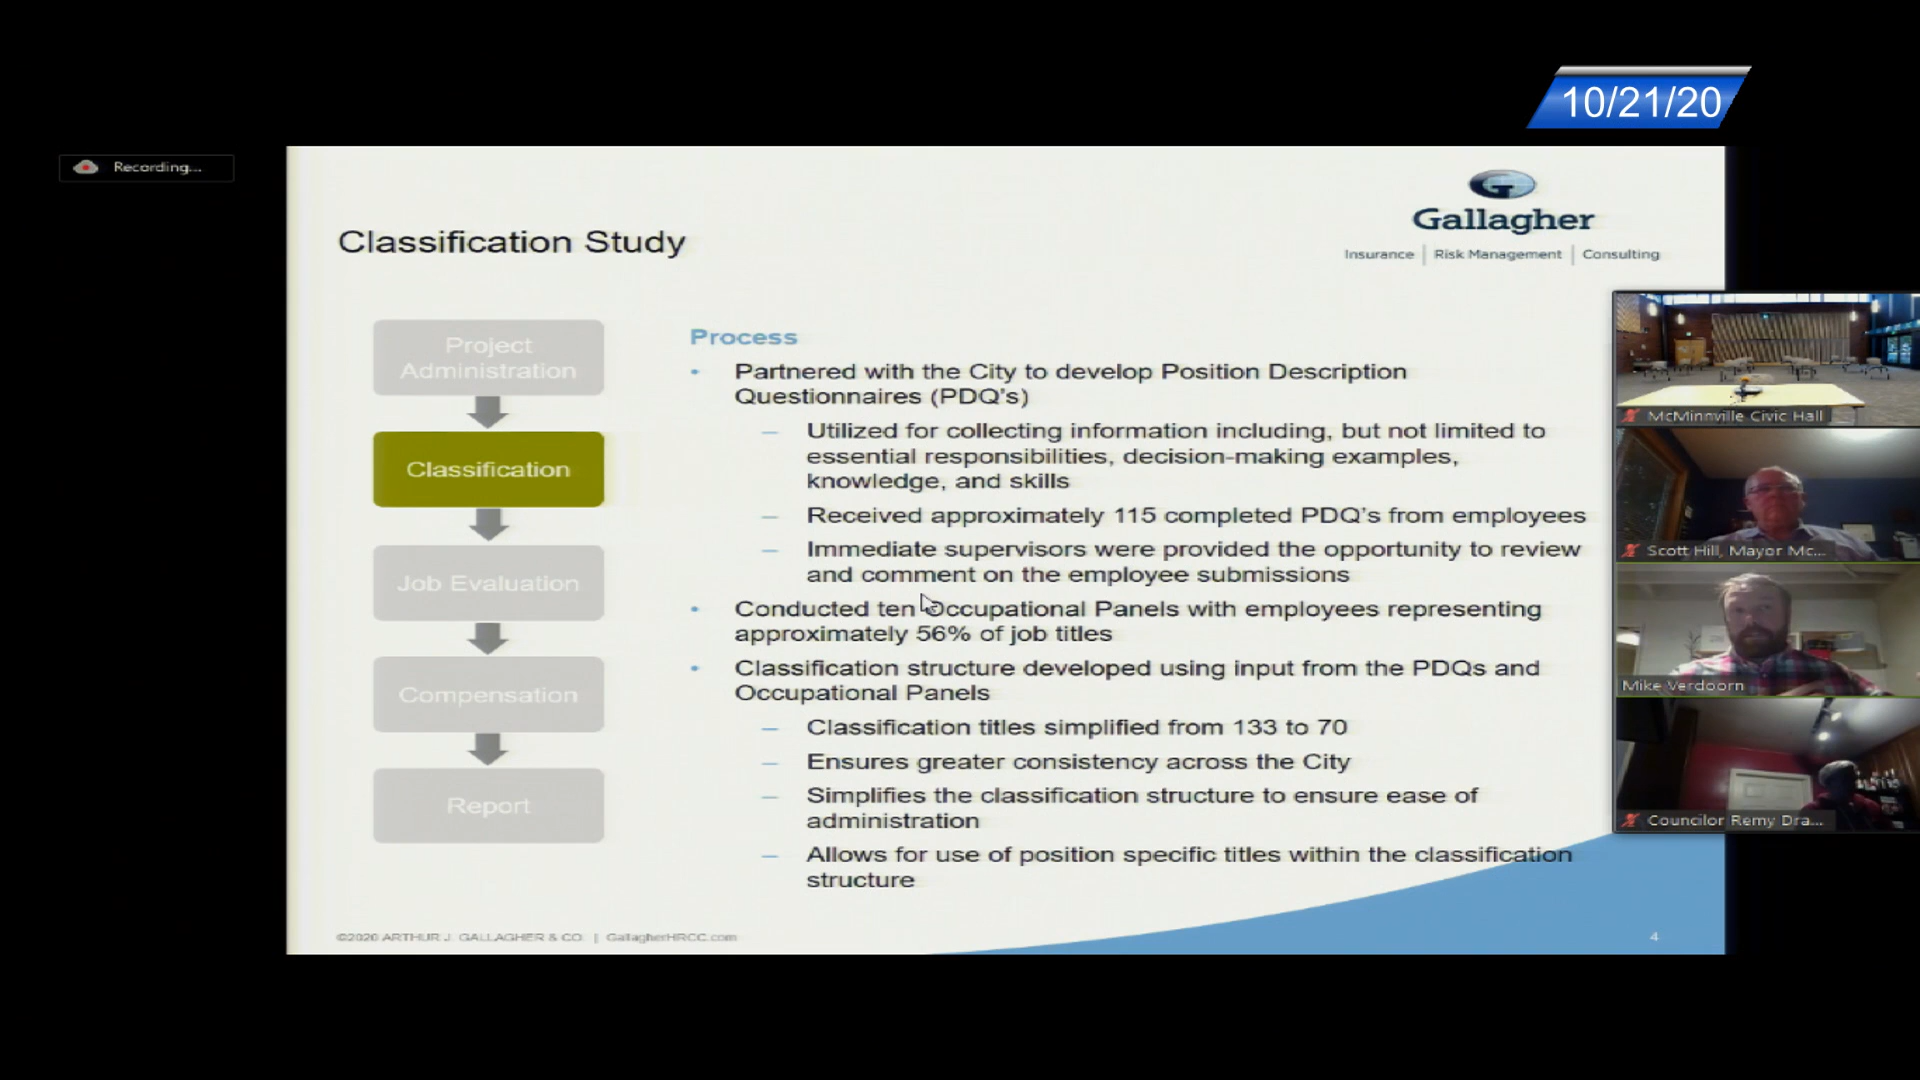 10/21/20
Recording...
Gallagher
Insurance | Risk Management | Consulting
Classification Study
Project
Administration
Classification
Job Evaluation
Compensation
Report
Process
• Partnered with the City to develop Position Description
Questionnaires (PDQ's)
– Utilized for collecting information including, but not limited to
essential responsibilities, decision-making examples,
knowledge, and skills
– Received approximately 115 completed PDQ's from employees
– Immediate supervisors were provided the opportunity to review
and comment on the employee submissions
• Conducted ten Occupational Panels with employees representing
approximately 56% of job titles
• Classification structure developed using input from the PDQs and
Occupational Panels
– Classification titles simplified from 133 to 70
– Ensures greater consistency across the City
– Simplifies the classification structure to ensure ease of
administration
– Allows for use of position specific titles within the classification
structure
©2020 ARTHUR J. GALLAGHER & CO. | GallagherHRCC.com
4
McMinnville Civic Hall
Scott Hill, Mayor Mc...
Mike Verdoorn
Councilor Remy Dra...